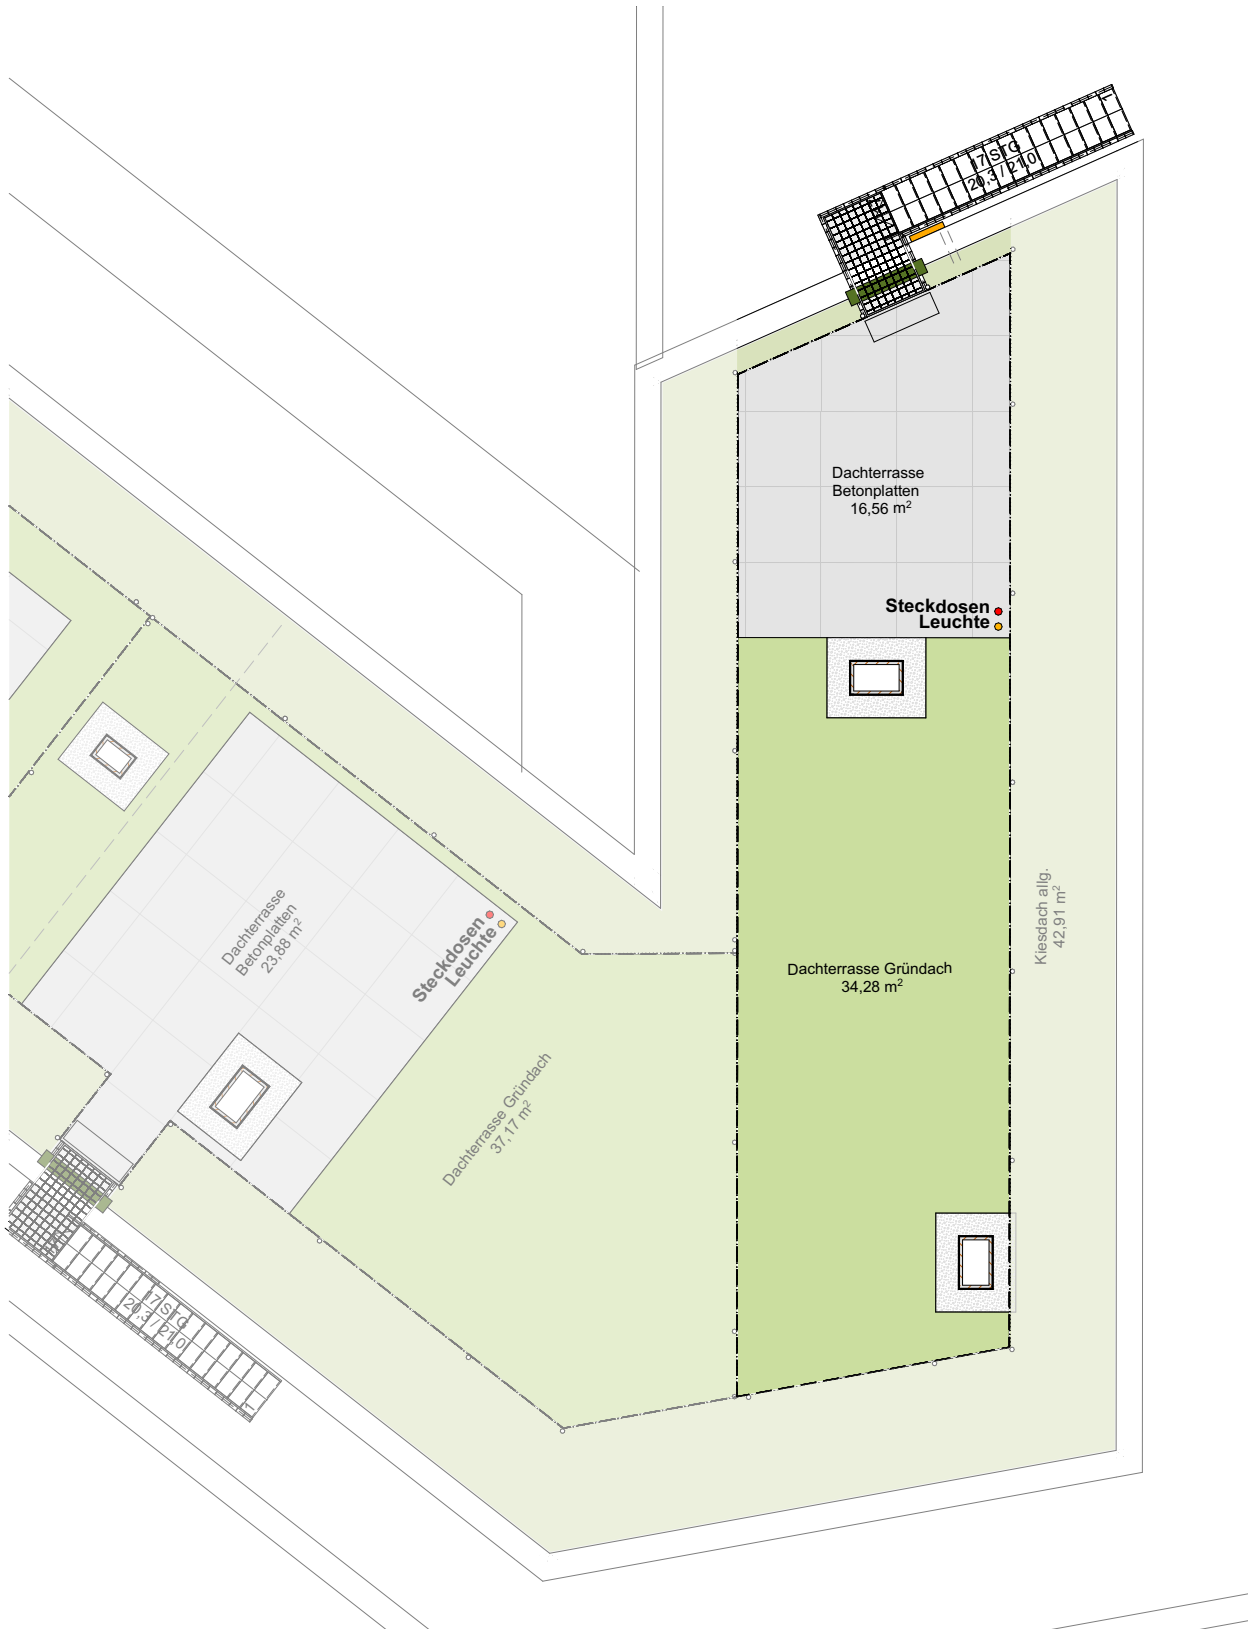 1
17 STG
20,3 / 21,0
Dachterrasse
Betonplatten
16,56 m²
Steckdosen
Leuchte
Dachterrasse
Betonplatten
23,88 m²
Steckdosen
Leuchte
Kiesdach allg.
42,91 m²
Dachterrasse Gründach
34,28 m²
Dachterrasse Gründach
37,17 m²
17 STG
20,3 / 21,0
1